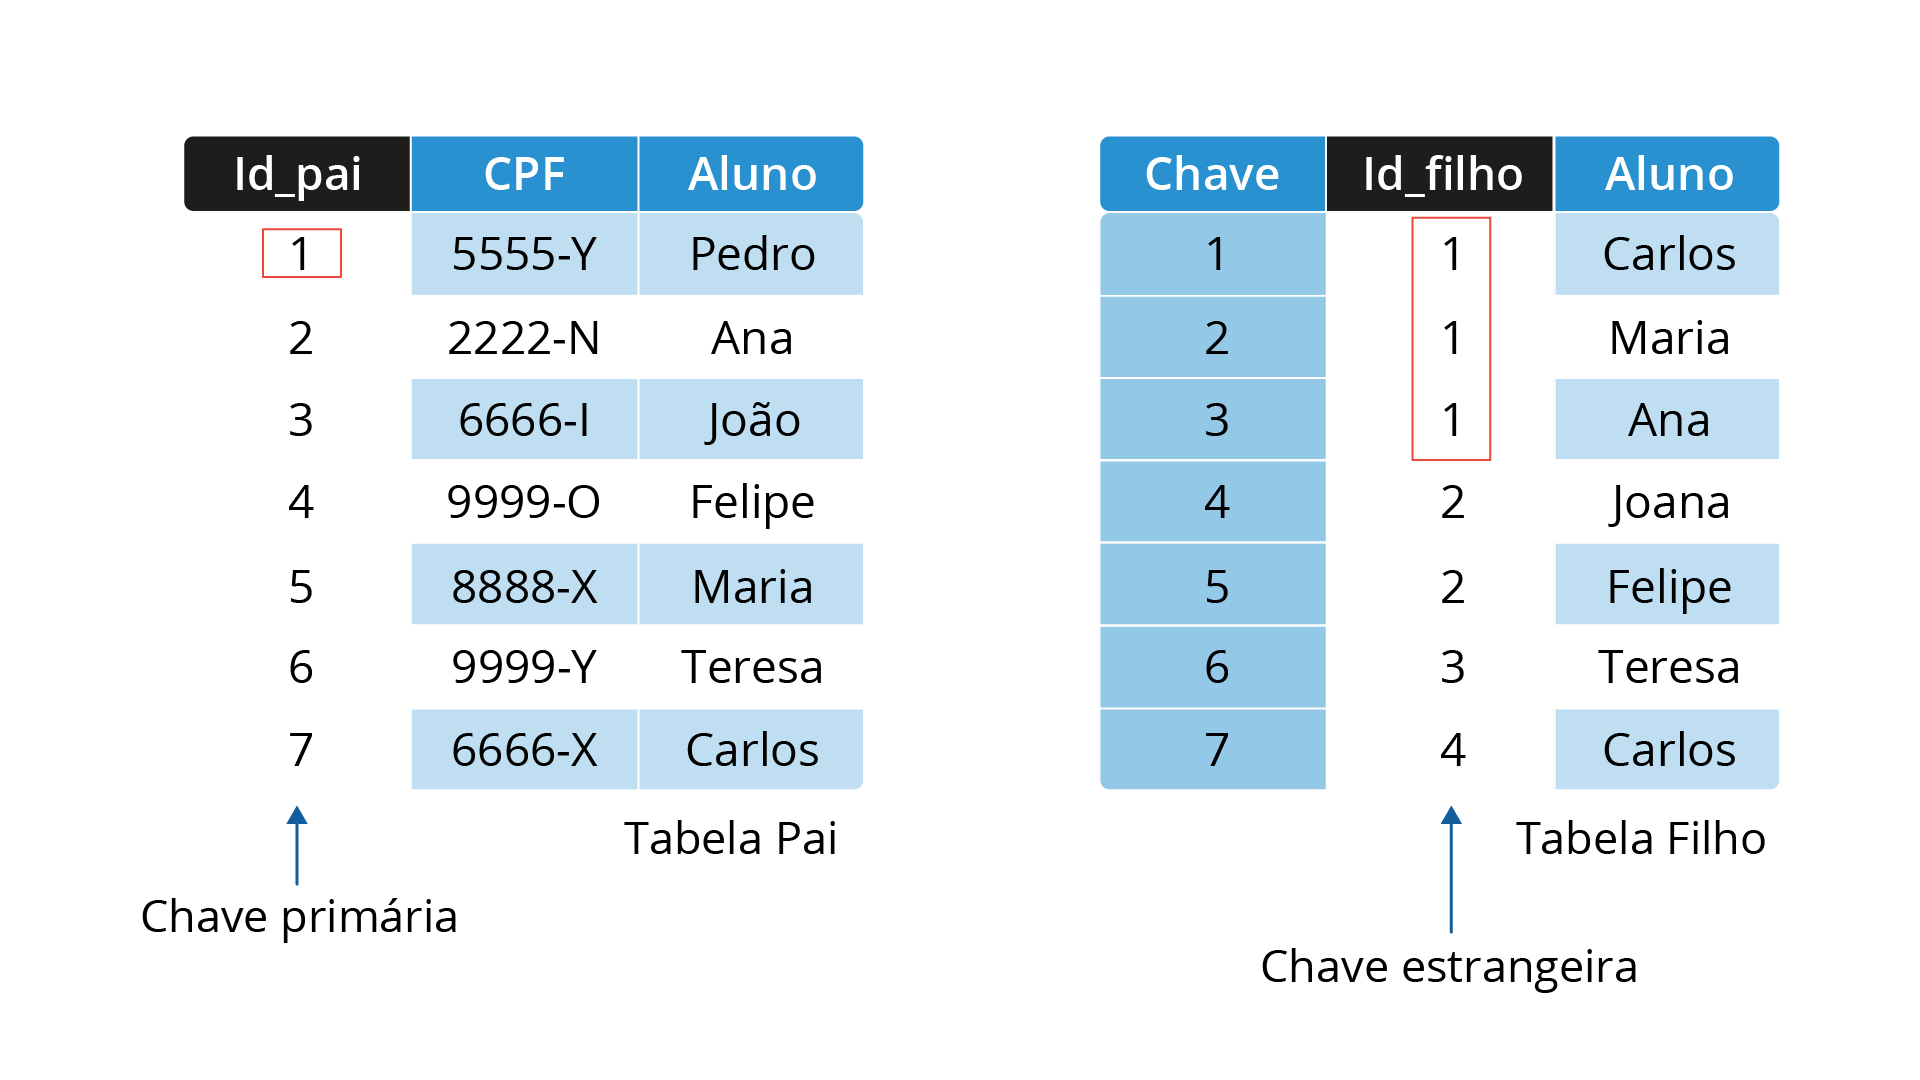 Id_pai CPF Aluno
1 5555-Y Pedro
2 2222-N Ana
3 6666-I João
4 9999-O Felipe
5 8888-X Maria
6 9999-Y Teresa
7 6666-X Carlos
Tabela Pai
Chave primária
Chave Id_filho Aluno
1 1 Carlos
2 1 Maria
3 1 Ana
4 2 Joana
5 2 Felipe
6 3 Teresa
7 4 Carlos
Tabela Filho
Chave estrangeira